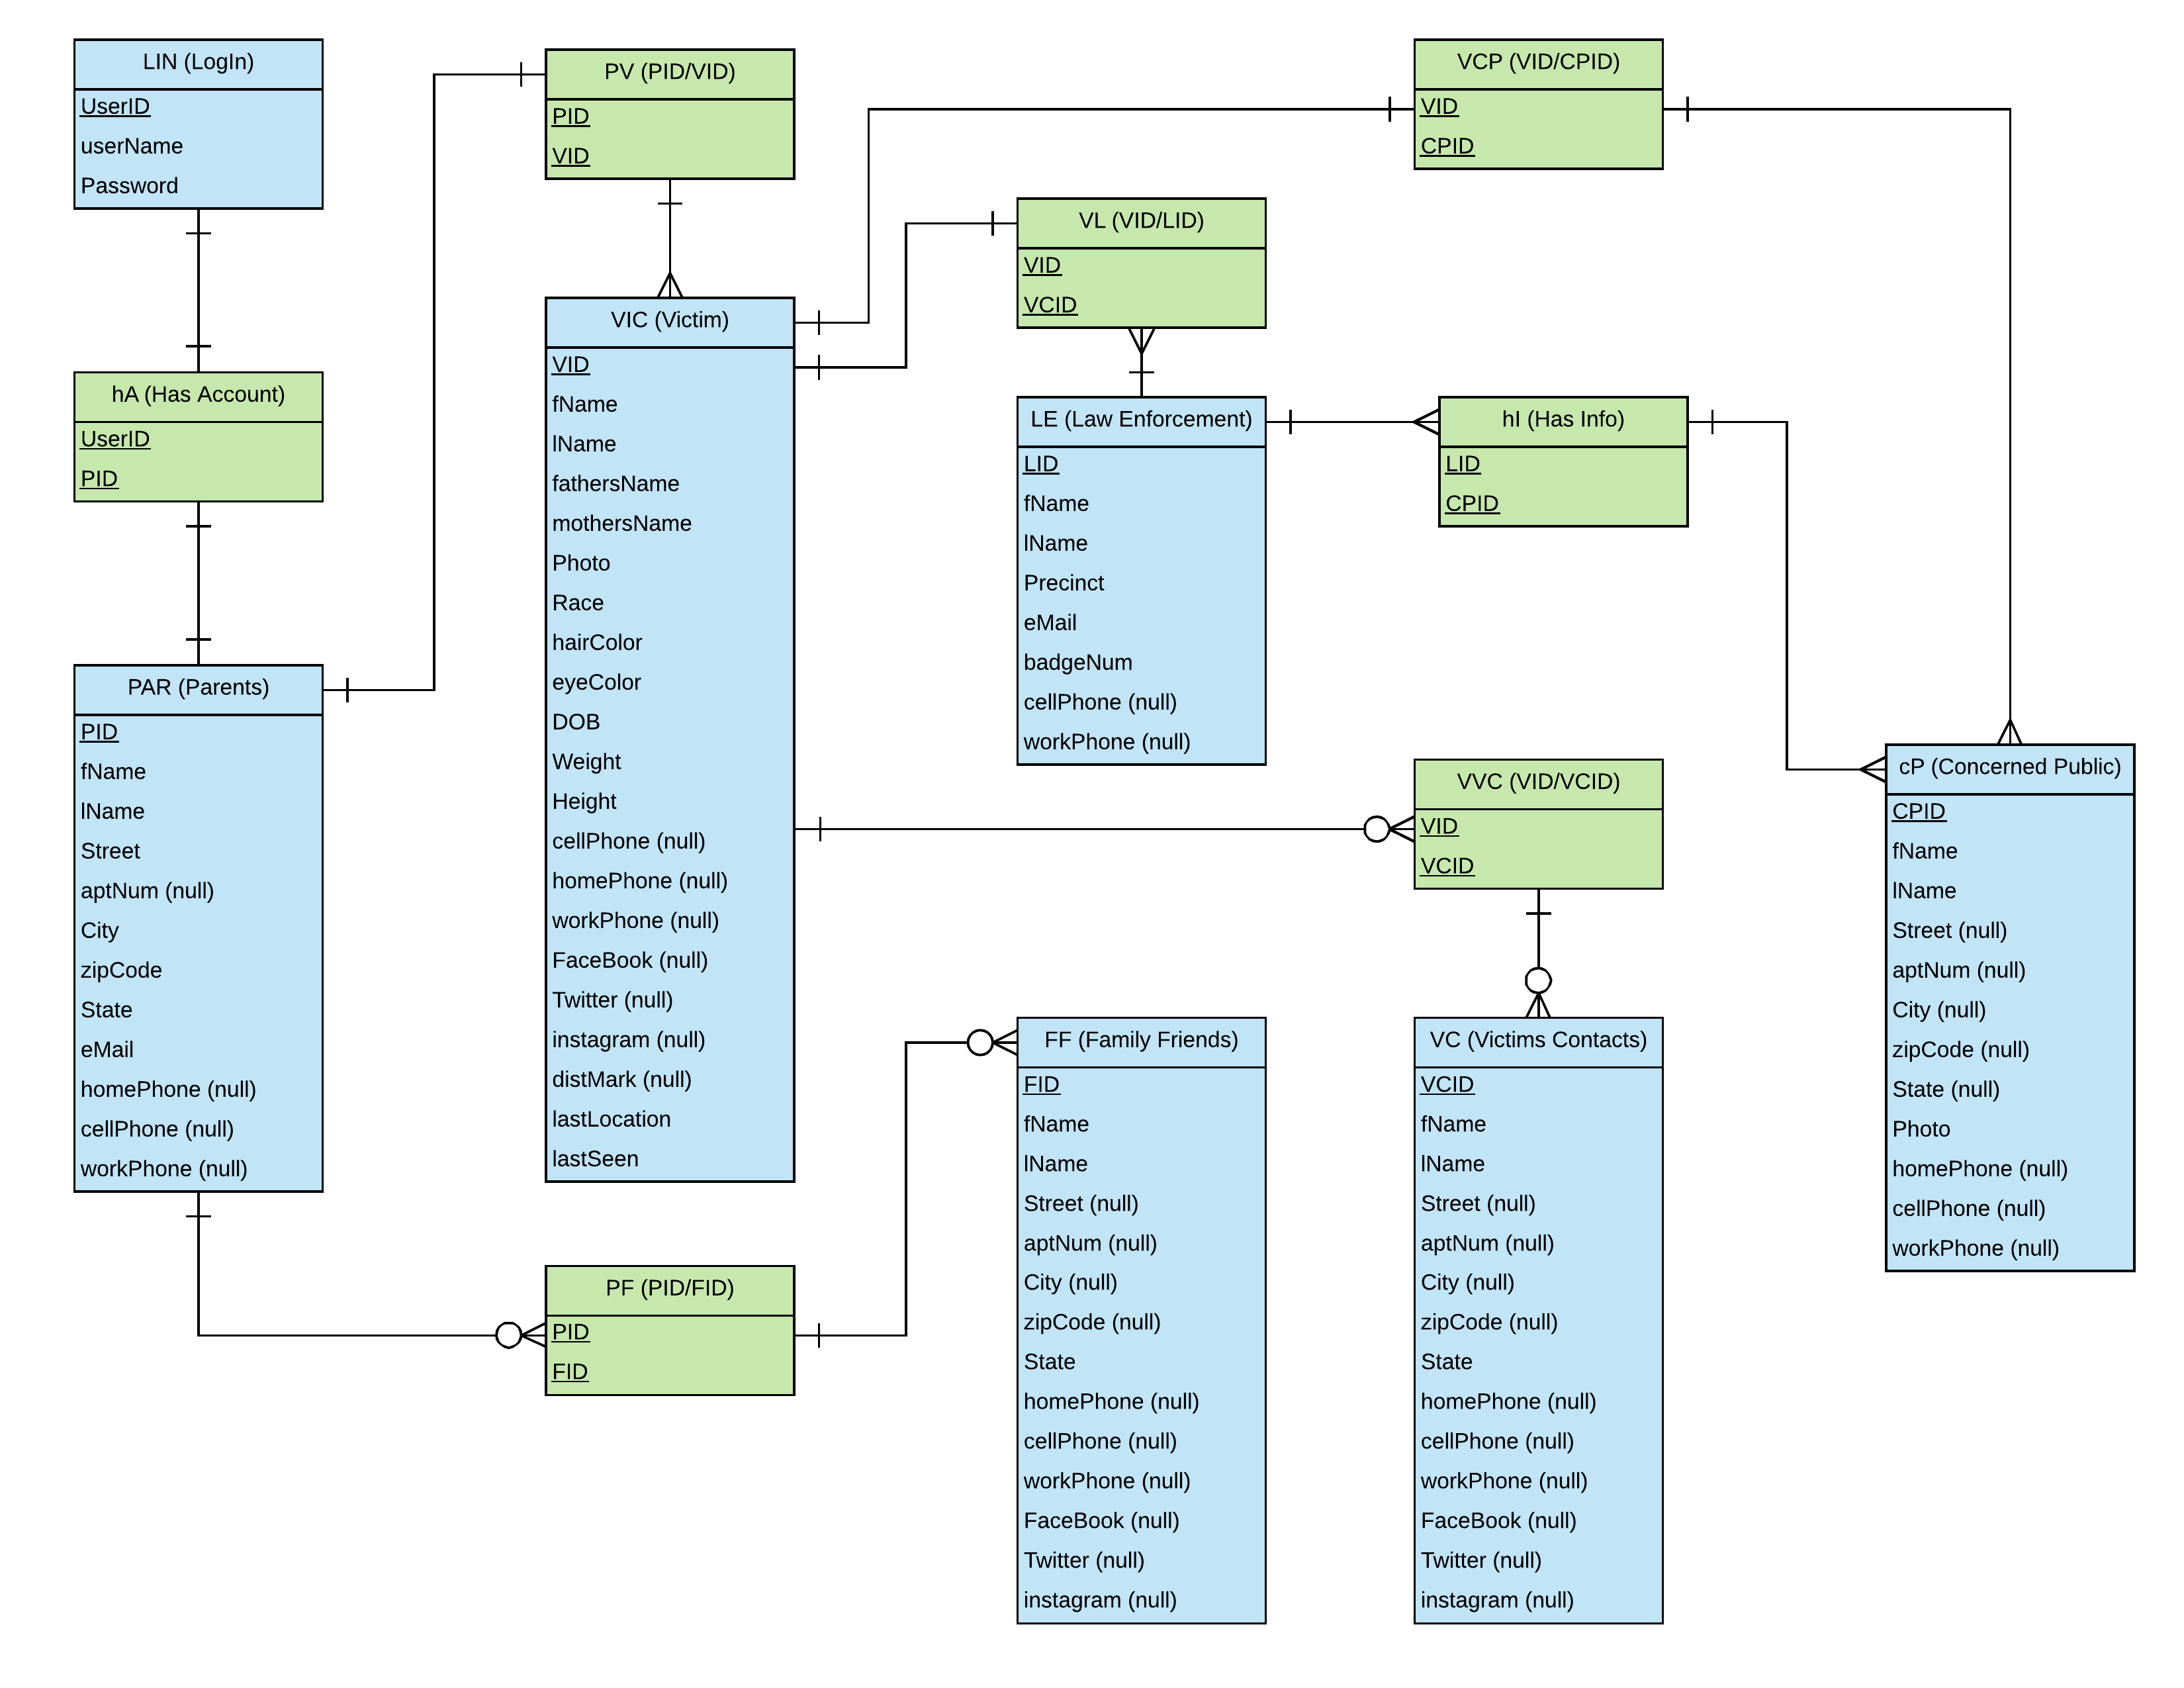 LIN (LogIn)
UserID
userName
Password
hA (Has Account)
UserID
PID
PAR (Parents)
PID
fName
lName
Street
aptNum (null)
City
zipCode
State
eMail
homePhone (null)
cellPhone (null)
workPhone (null)
PV (PID/VID)
PID
VID
VIC (Victim)
VID
fName
lName
fathersName
mothersName
Photo
Race
hairColor
eyeColor
DOB
Weight
Height
cellPhone (null)
homePhone (null)
workPhone (null)
FaceBook (null)
Twitter (null)
instagram (null)
distMark (null)
lastLocation
lastSeen
PF (PID/FID)
PID
FID
VL (VID/LID)
VID
VCID
LE (Law Enforcement)
LID
fName
lName
Precinct
eMail
badgeNum
cellPhone (null)
workPhone (null)
FF (Family Friends)
FID
fName
lName
Street (null)
aptNum (null)
City (null)
zipCode (null)
State
homePhone (null)
cellPhone (null)
workPhone (null)
FaceBook (null)
Twitter (null)
instagram (null)
VCP (VID/CPID)
VID
CPID
hI (Has Info)
LID
CPID
VVC (VID/VCID)
VID
VCID
VC (Victims Contacts)
VCID
fName
lName
Street (null)
aptNum (null)
City (null)
zipCode (null)
State
homePhone (null)
cellPhone (null)
workPhone (null)
FaceBook (null)
Twitter (null)
instagram (null)
cP (Concerned Public)
CPID
fName
lName
Street (null)
aptNum (null)
City (null)
zipCode (null)
State (null)
Photo
homePhone (null)
cellPhone (null)
workPhone (null)